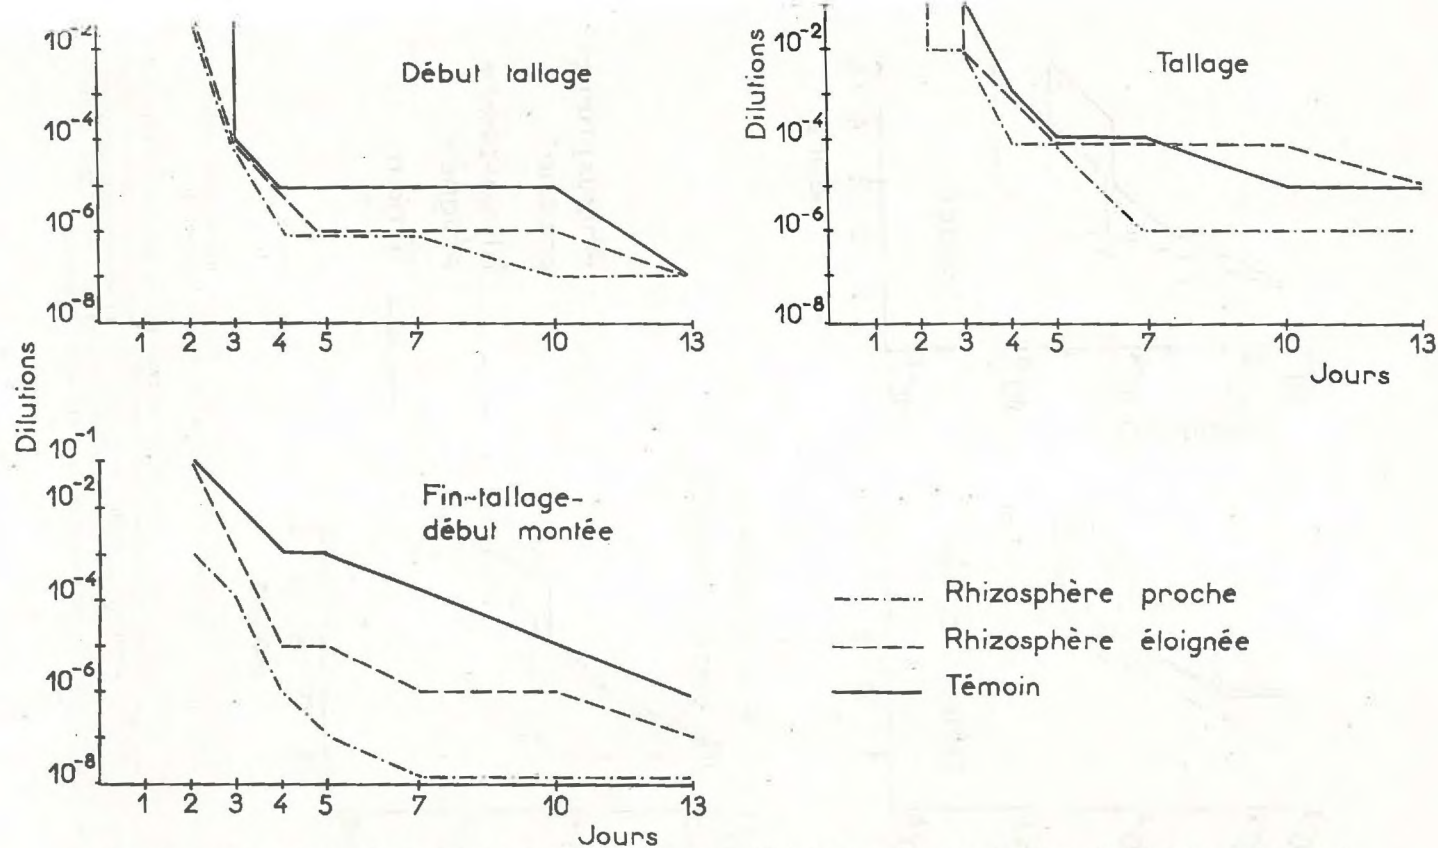 Dilutions
10-2
10-4
10-6
10-8
Début tallage
1 2 3 4 5 7 10 13
Dilutions
10-2
10-4
10-6
10-8
Tallage
1 2 3 4 5 7 10 13
Jours
10-1
10-2
10-4
10-6
10-8
Fin-tallage-
début montée
1 2 3 4 5 7 10 13
Jours
Rhizosphère proche
Rhizosphère éloignée
Témoin